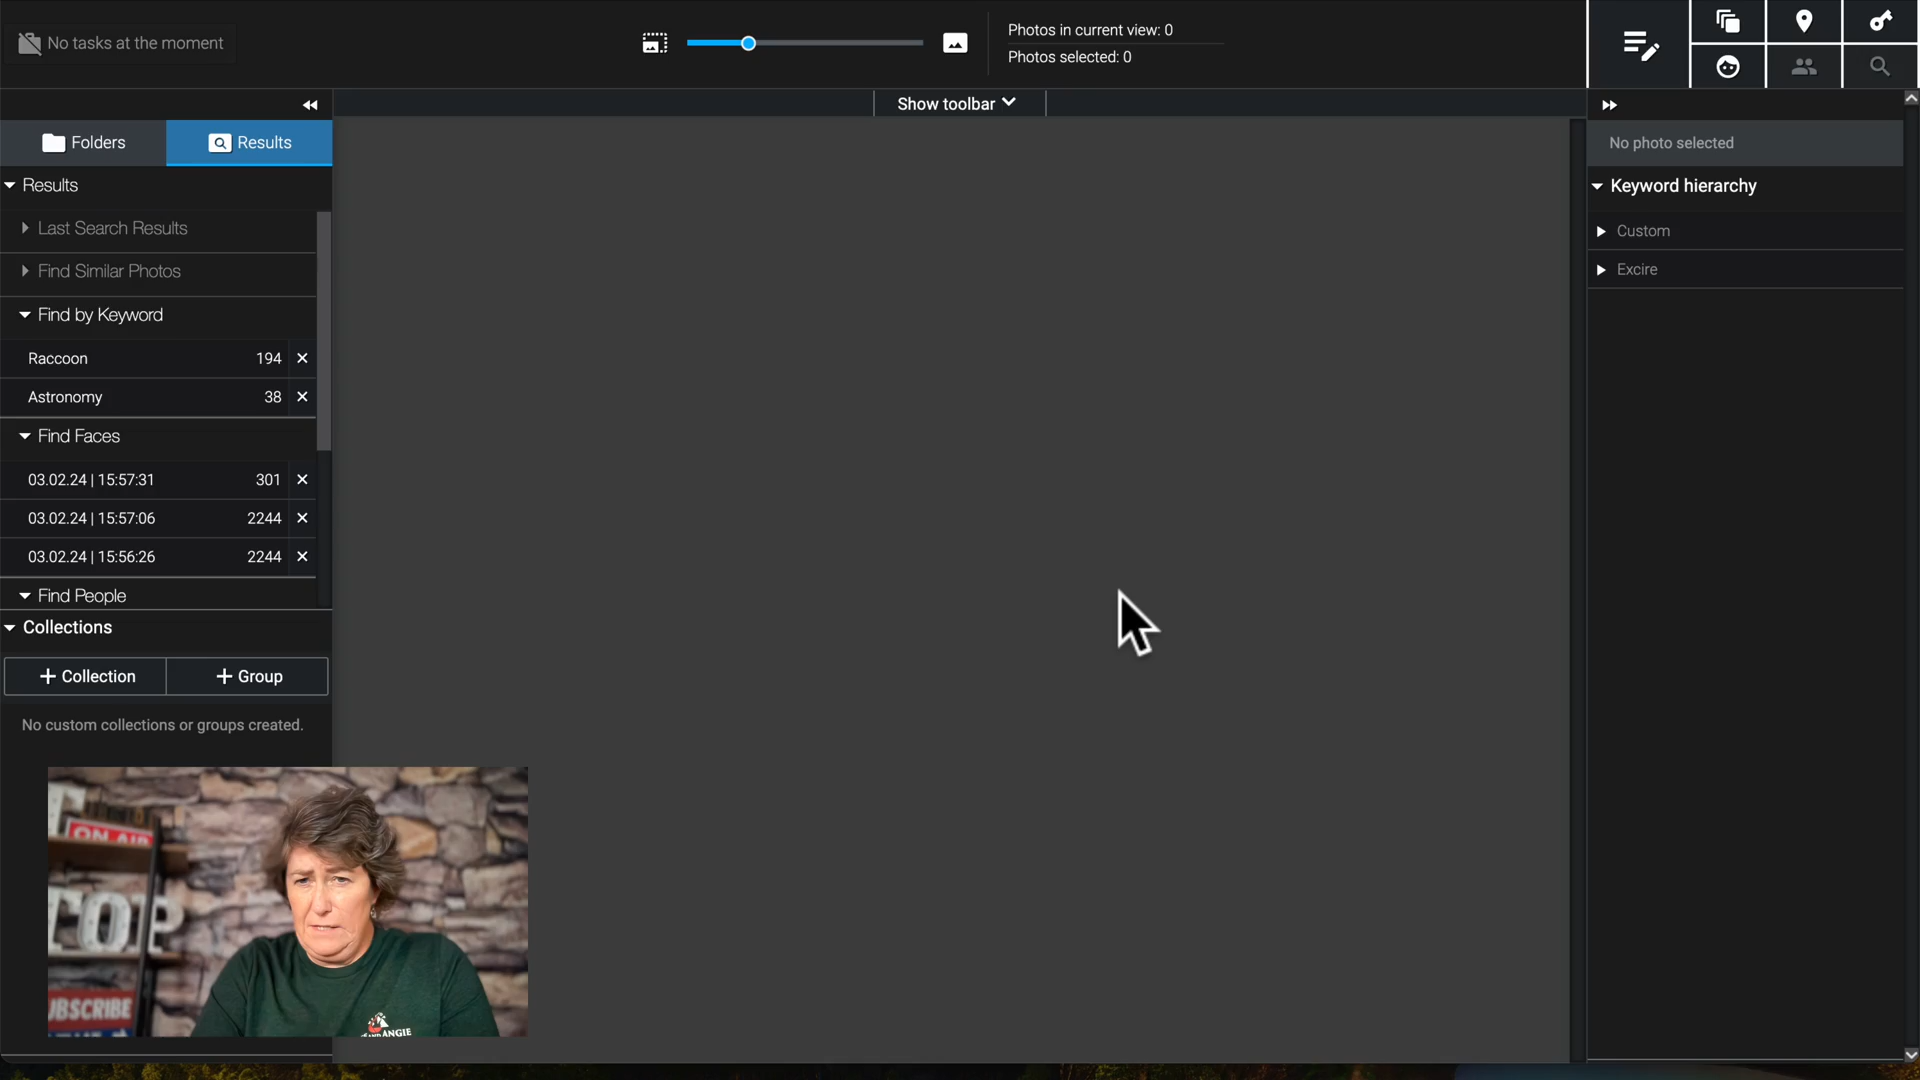 No tasks at the moment
Photos in current view: 0
Photos selected: 0
Show toolbar
Folders
Results
Results
Last Search Results
Find Similar Photos
Find by Keyword
Raccoon 194
Astronomy 38
Find Faces
03.02.24 | 15:57:31 301
03.02.24 | 15:57:06 2244
03.02.24 | 15:56:26 2244
Find People
Collections
+ Collection
+ Group
No custom collections or groups created.
No photo selected
Keyword hierarchy
Custom
Excire
ON AIR
TOP
UBSCRIBE
ANGIE